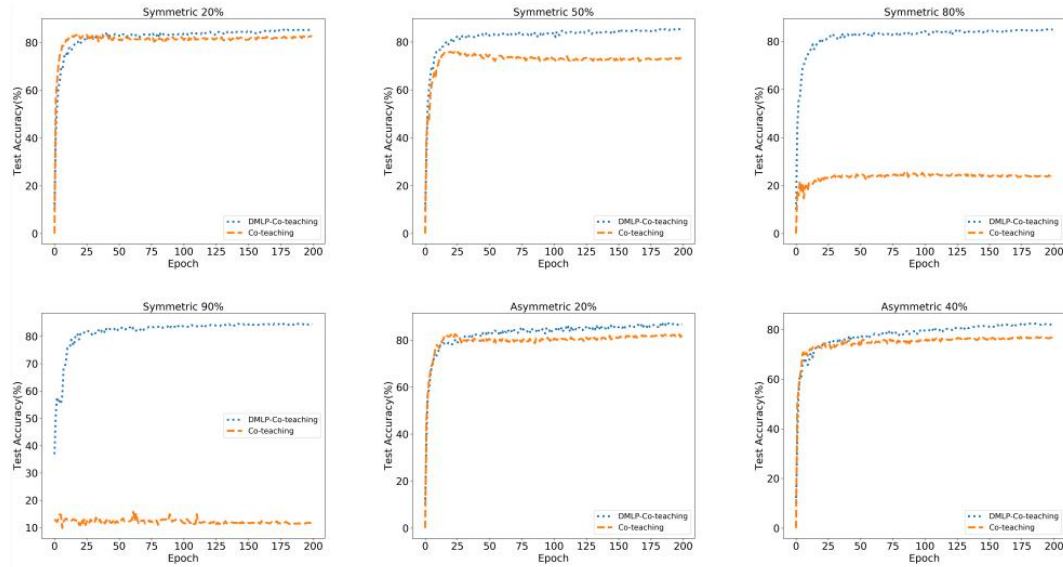 Symmetric 20%
Test Accuracy(%)
80
60
40
20
0
DMLP-Co-teaching
Co-teaching
0 25 50 75 100 125 150 175 200
Epoch
Symmetric 50%
Test Accuracy(%)
80
60
40
20
0
DMLP-Co-teaching
Co-teaching
0 25 50 75 100 125 150 175 200
Epoch
Symmetric 80%
Test Accuracy(%)
80
60
40
20
0
DMLP-Co-teaching
Co-teaching
0 25 50 75 100 125 150 175 200
Epoch
Symmetric 90%
Test Accuracy(%)
80
70
60
50
40
30
20
10
DMLP-Co-teaching
Co-teaching
0 25 50 75 100 125 150 175 200
Epoch
Asymmetric 20%
Test Accuracy(%)
80
60
40
20
0
DMLP-Co-teaching
Co-teaching
0 25 50 75 100 125 150 175 200
Epoch
Asymmetric 40%
Test Accuracy(%)
80
60
40
20
0
DMLP-Co-teaching
Co-teaching
0 25 50 75 100 125 150 175 200
Epoch